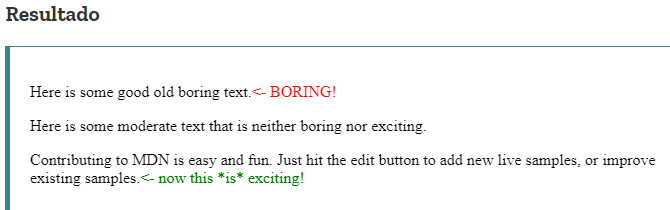 Resultado
Here is some good old boring text.<- BORING!
Here is some moderate text that is neither boring nor exciting.
Contributing to MDN is easy and fun. Just hit the edit button to add new live samples, or improve
existing samples.<- now this *is* exciting!